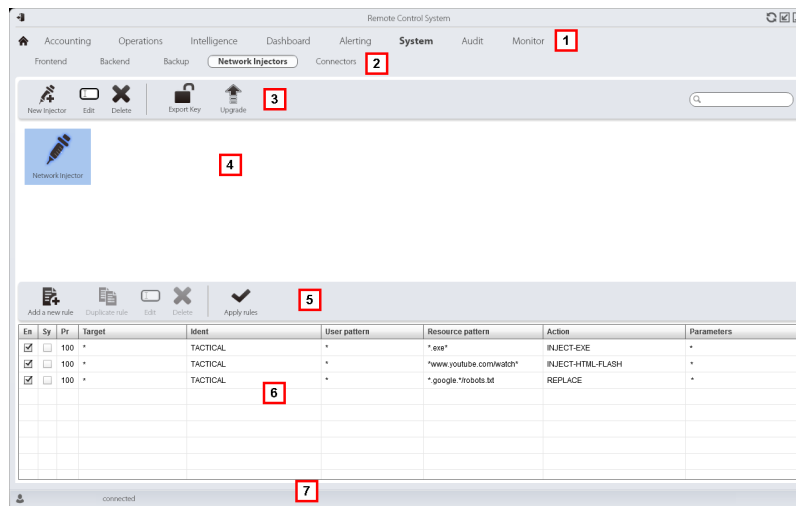 Remote Control System
Accounting Operations Intelligence Dashboard Alerting System Audit Monitor 1
Frontend Backend Backup Network Injectors Connectors 2
New Injector Edit Delete Export Key Upgrade 3
4
Network Injector
Add a new rule Duplicate rule Edit Delete Apply rules 5
En Sy Pr Target Ident User pattern Resource pattern Action Parameters
100 * TACTICAL * *.exe* INJECT-EXE *
100 * TACTICAL * *www.youtube.com/watch* INJECT-HTML-FLASH *
100 * TACTICAL * *.google.*/robots.txt REPLACE *
6
connected 7